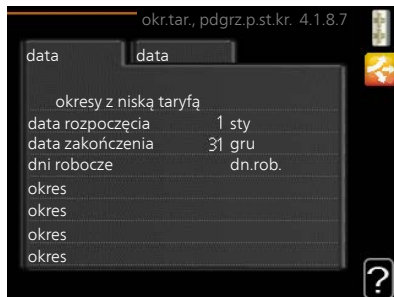 okr.tar., pdgrz.p.st.kr. 4.1.8.7
data data
okresy z niską taryfą
data rozpoczęcia 1 sty
data zakończenia 31 gru
dni robocze dn.rob.
okres
okres
okres
okres
?